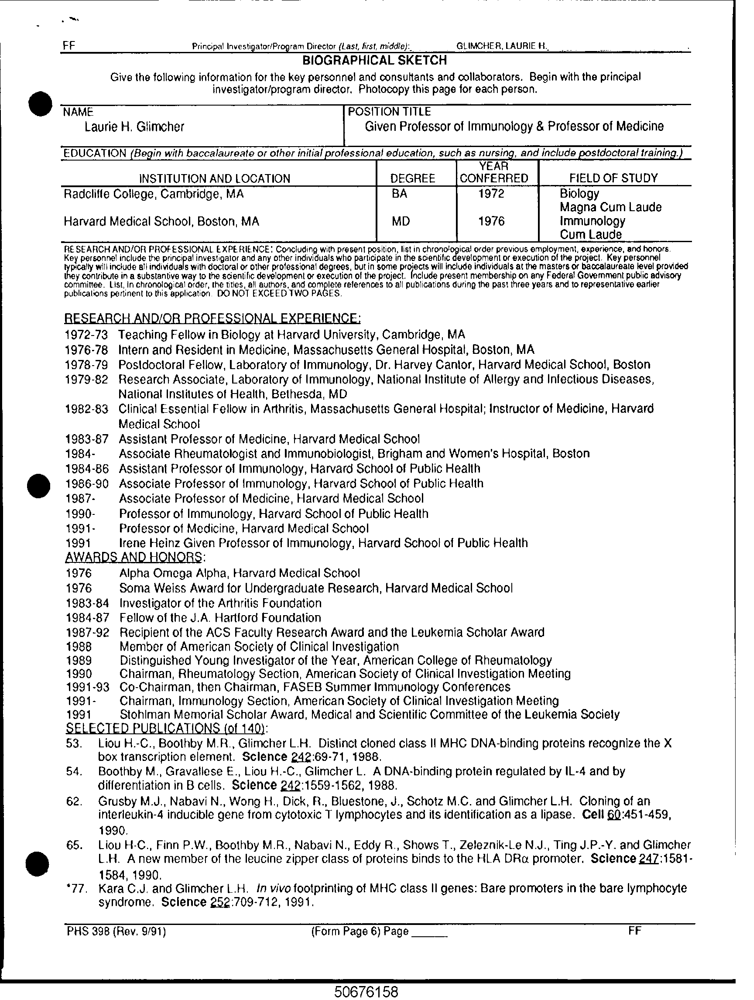 FF Principal Investigator/Program Director (Last, first, middle): GLIMCHER, LAURIE H.
BIOGRAPHICAL SKETCH
Give the following information for the key personnel and consultants and collaborators. Begin with the principal
investigator/program director. Photocopy this page for each person.
NAME POSITION TITLE
Laurie H. Glimcher Given Professor of Immunology & Professor of Medicine
EDUCATION (Begin with baccalaureate or other initial professional education, such as nursing, and include postdoctoral training.)
INSTITUTION AND LOCATION DEGREE YEAR CONFERRED FIELD OF STUDY
Radcliffe College, Cambridge, MA BA 1972 Biology
Magna Cum Laude
Harvard Medical School, Boston, MA MD 1976 Immunology
Cum Laude
RESEARCH AND/OR PROFESSIONAL EXPERIENCE: Concluding with present position, list in chronological order previous employment, experience, and honors.
Key personnel include the principal investigator and any other individuals who participate in the scientific development or execution of the project. Key personnel
typically will include all individuals with doctoral or other professional degrees, but in some projects will include individuals at the masters or baccalaureate level provided
they contribute in a substantive way to the scientific development or execution of the project. Include present membership on any Federal Government public advisory
committee. List, in chronological order, the titles, all authors, and complete references to all publications during the past three years and to representative earlier
publications pertinent to this application. DO NOT EXCEED TWO PAGES.
RESEARCH AND/OR PROFESSIONAL EXPERIENCE:
1972-73 Teaching Fellow in Biology at Harvard University, Cambridge, MA
1976-78 Intern and Resident in Medicine, Massachusetts General Hospital, Boston, MA
1978-79 Postdoctoral Fellow, Laboratory of Immunology, Dr. Harvey Cantor, Harvard Medical School, Boston
1979-82 Research Associate, Laboratory of Immunology, National Institute of Allergy and Infectious Diseases,
National Institutes of Health, Bethesda, MD
1982-83 Clinical Essential Fellow in Arthritis, Massachusetts General Hospital; Instructor of Medicine, Harvard
Medical School
1983-87 Assistant Professor of Medicine, Harvard Medical School
1984- Associate Rheumatologist and Immunobiologist, Brigham and Women's Hospital, Boston
1984-86 Assistant Professor of Immunology, Harvard School of Public Health
1986-90 Associate Professor of Immunology, Harvard School of Public Health
1987- Associate Professor of Medicine, Harvard Medical School
1990- Professor of Immunology, Harvard School of Public Health
1991- Professor of Medicine, Harvard Medical School
1991 Irene Heinz Given Professor of Immunology, Harvard School of Public Health
AWARDS AND HONORS:
1976 Alpha Omega Alpha, Harvard Medical School
1976 Soma Weiss Award for Undergraduate Research, Harvard Medical School
1983-84 Investigator of the Arthritis Foundation
1984-87 Fellow of the J.A. Hartford Foundation
1987-92 Recipient of the ACS Faculty Research Award and the Leukemia Scholar Award
1988 Member of American Society of Clinical Investigation
1989 Distinguished Young Investigator of the Year, American College of Rheumatology
1990 Chairman, Rheumatology Section, American Society of Clinical Investigation Meeting
1991-93 Co-Chairman, then Chairman, FASEB Summer Immunology Conferences
1991- Chairman, Immunology Section, American Society of Clinical Investigation Meeting
1991 Stohlman Memorial Scholar Award, Medical and Scientific Committee of the Leukemia Society
SELECTED PUBLICATIONS (of 140):
53. Liou H.-C., Boothby M.R., Glimcher L.H. Distinct cloned class II MHC DNA-binding proteins recognize the X
box transcription element. Science 242:69-71, 1988.
54. Boothby M., Gravallese E., Liou H.-C., Glimcher L. A DNA-binding protein regulated by IL-4 and by
differentiation in B cells. Science 242:1559-1562, 1988.
62. Grusby M.J., Nabavi N., Wong H., Dick, R., Bluestone, J., Schotz M.C. and Glimcher L.H. Cloning of an
interleukin-4 inducible gene from cytotoxic T lymphocytes and its identification as a lipase. Cell 60:451-459,
1990.
65. Liou H-C., Finn P.W., Boothby M.R., Nabavi N., Eddy R., Shows T., Zeleznik-Le N.J., Ting J.P.-Y. and Glimcher
L.H. A new member of the leucine zipper class of proteins binds to the HLA DRα promoter. Science 247:1581-
1584, 1990.
*77. Kara C.J. and Glimcher L.H. In vivo footprinting of MHC class II genes: Bare promoters in the bare lymphocyte
syndrome. Science 252:709-712, 1991.
PHS 398 (Rev. 9/91) (Form Page 6) Page ______ FF
50676158